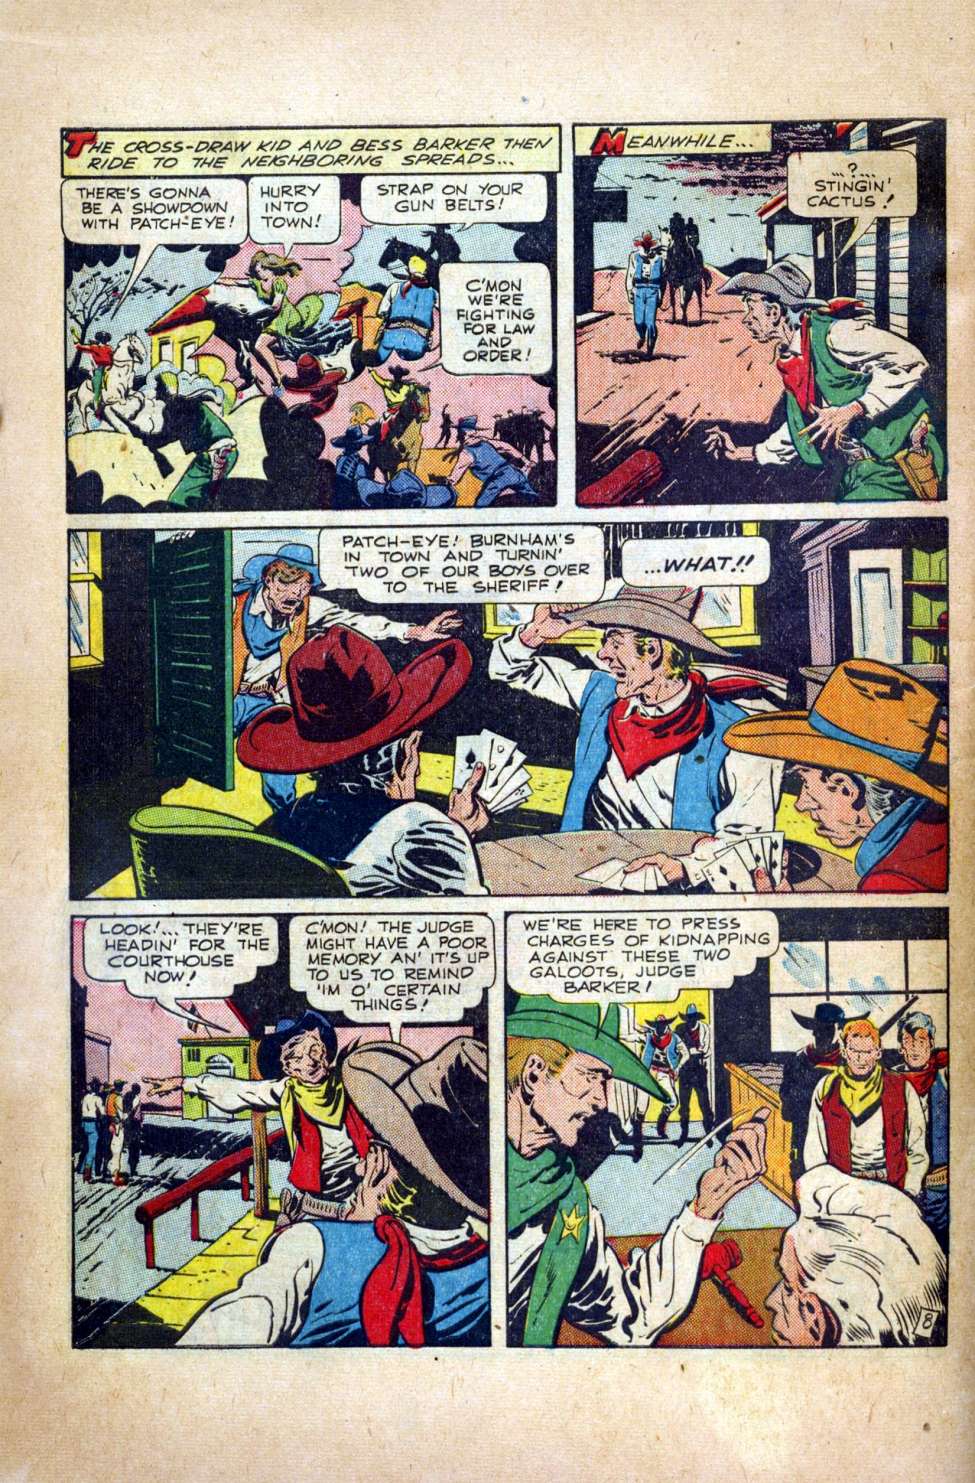 THE CROSS-DRAW KID AND BESS BARKER THEN
RIDE TO THE NEIGHBORING SPREADS...
THERE'S GONNA
BE A SHOWDOWN
WITH PATCH-EYE!
HURRY
INTO
TOWN!
STRAP ON YOUR
GUN BELTS!
C'MON
WE'RE
FIGHTING
FOR LAW
AND
ORDER!
MEANWHILE...
...?...
STINGIN'
CACTUS!
PATCH-EYE! BURNHAM'S
IN TOWN AND TURNIN'
TWO OF OUR BOYS OVER
TO THE SHERIFF!
...WHAT!!
LOOK!...THEY'RE
HEADIN' FOR THE
COURTHOUSE
NOW!
C'MON! THE JUDGE
MIGHT HAVE A POOR
MEMORY AN' IT'S UP
TO US TO REMIND
'IM O' CERTAIN
THINGS!
WE'RE HERE TO PRESS
CHARGES OF KIDNAPPING
AGAINST THESE TWO
GALOOTS, JUDGE
BARKER!
8